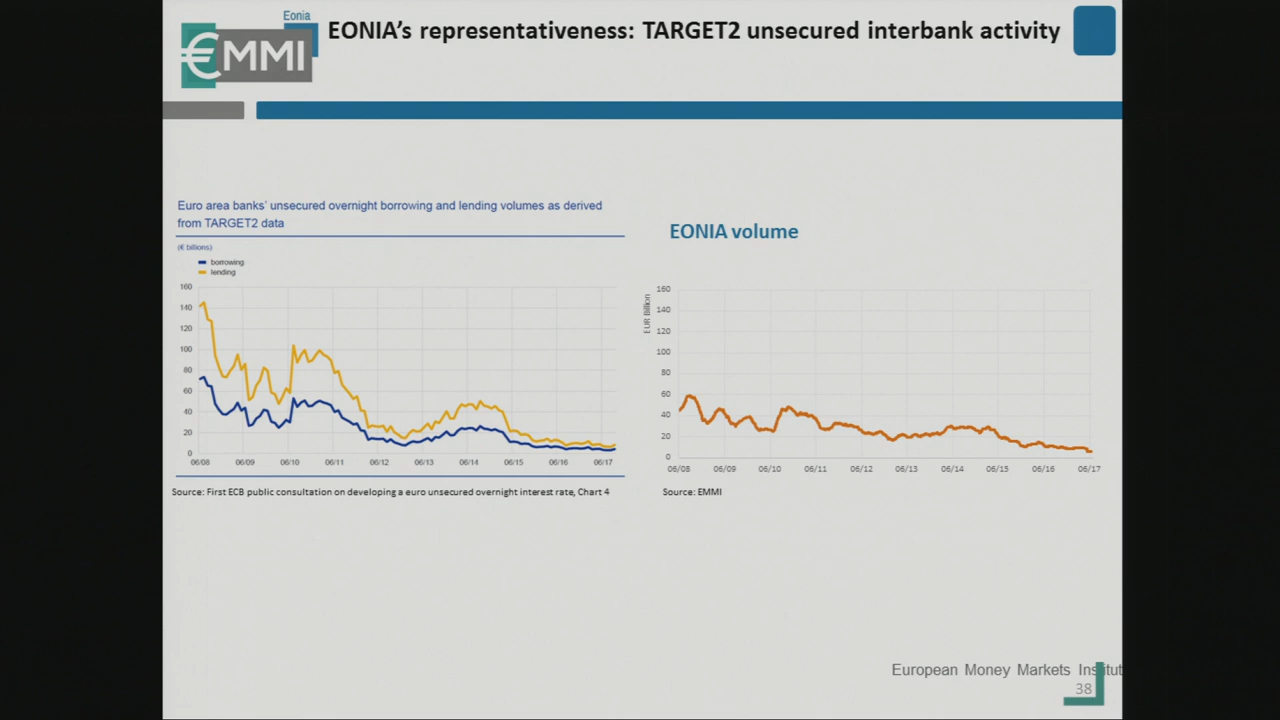 Eonia
€MMI
EONIA's representativeness: TARGET2 unsecured interbank activity
Euro area banks' unsecured overnight borrowing and lending volumes as derived
from TARGET2 data
(€ billions)
borrowing
lending
160
140
120
100
80
60
40
20
0
06/08 06/09 06/10 06/11 06/12 06/13 06/14 06/15 06/16 06/17
Source: First ECB public consultation on developing a euro unsecured overnight interest rate, Chart 4
EONIA volume
EUR Billion
160
140
120
100
80
60
40
20
0
06/08 06/09 06/10 06/11 06/12 06/13 06/14 06/15 06/16 06/17
Source: EMMI
European Money Markets Institut
38